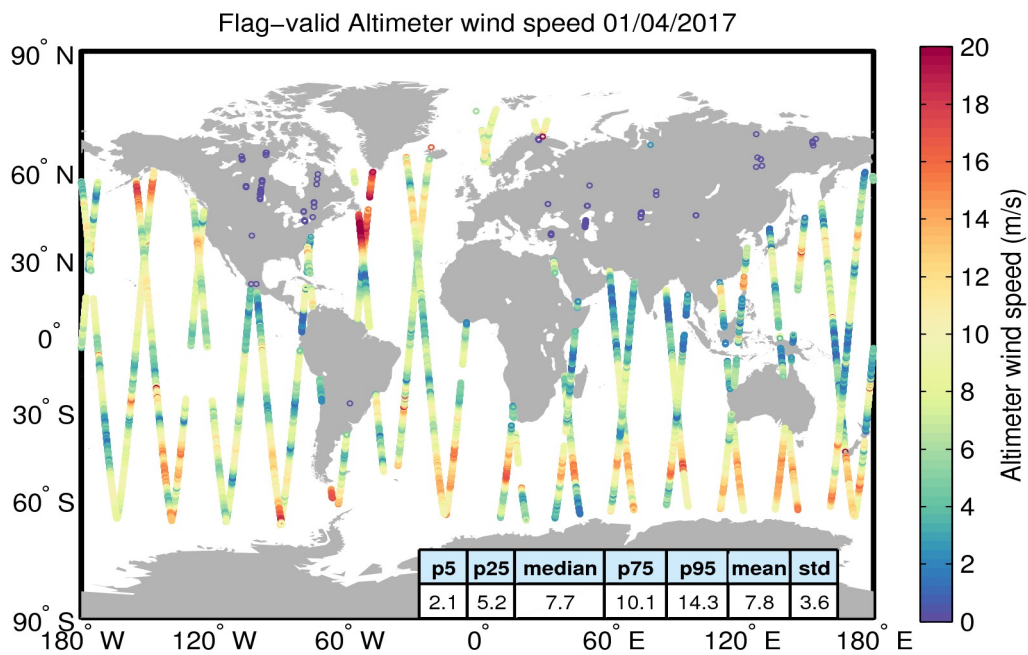 Flag−valid Altimeter wind speed 01/04/2017
90° N
60° N
30° N
0°
30° S
60° S
90° S
180° W
120° W
60° W
0°
60° E
120° E
180° E
p5 p25 median p75 p95 mean std
2.1 5.2 7.7 10.1 14.3 7.8 3.6
20
18
16
14
12
10
8
6
4
2
0
Altimeter wind speed (m/s)